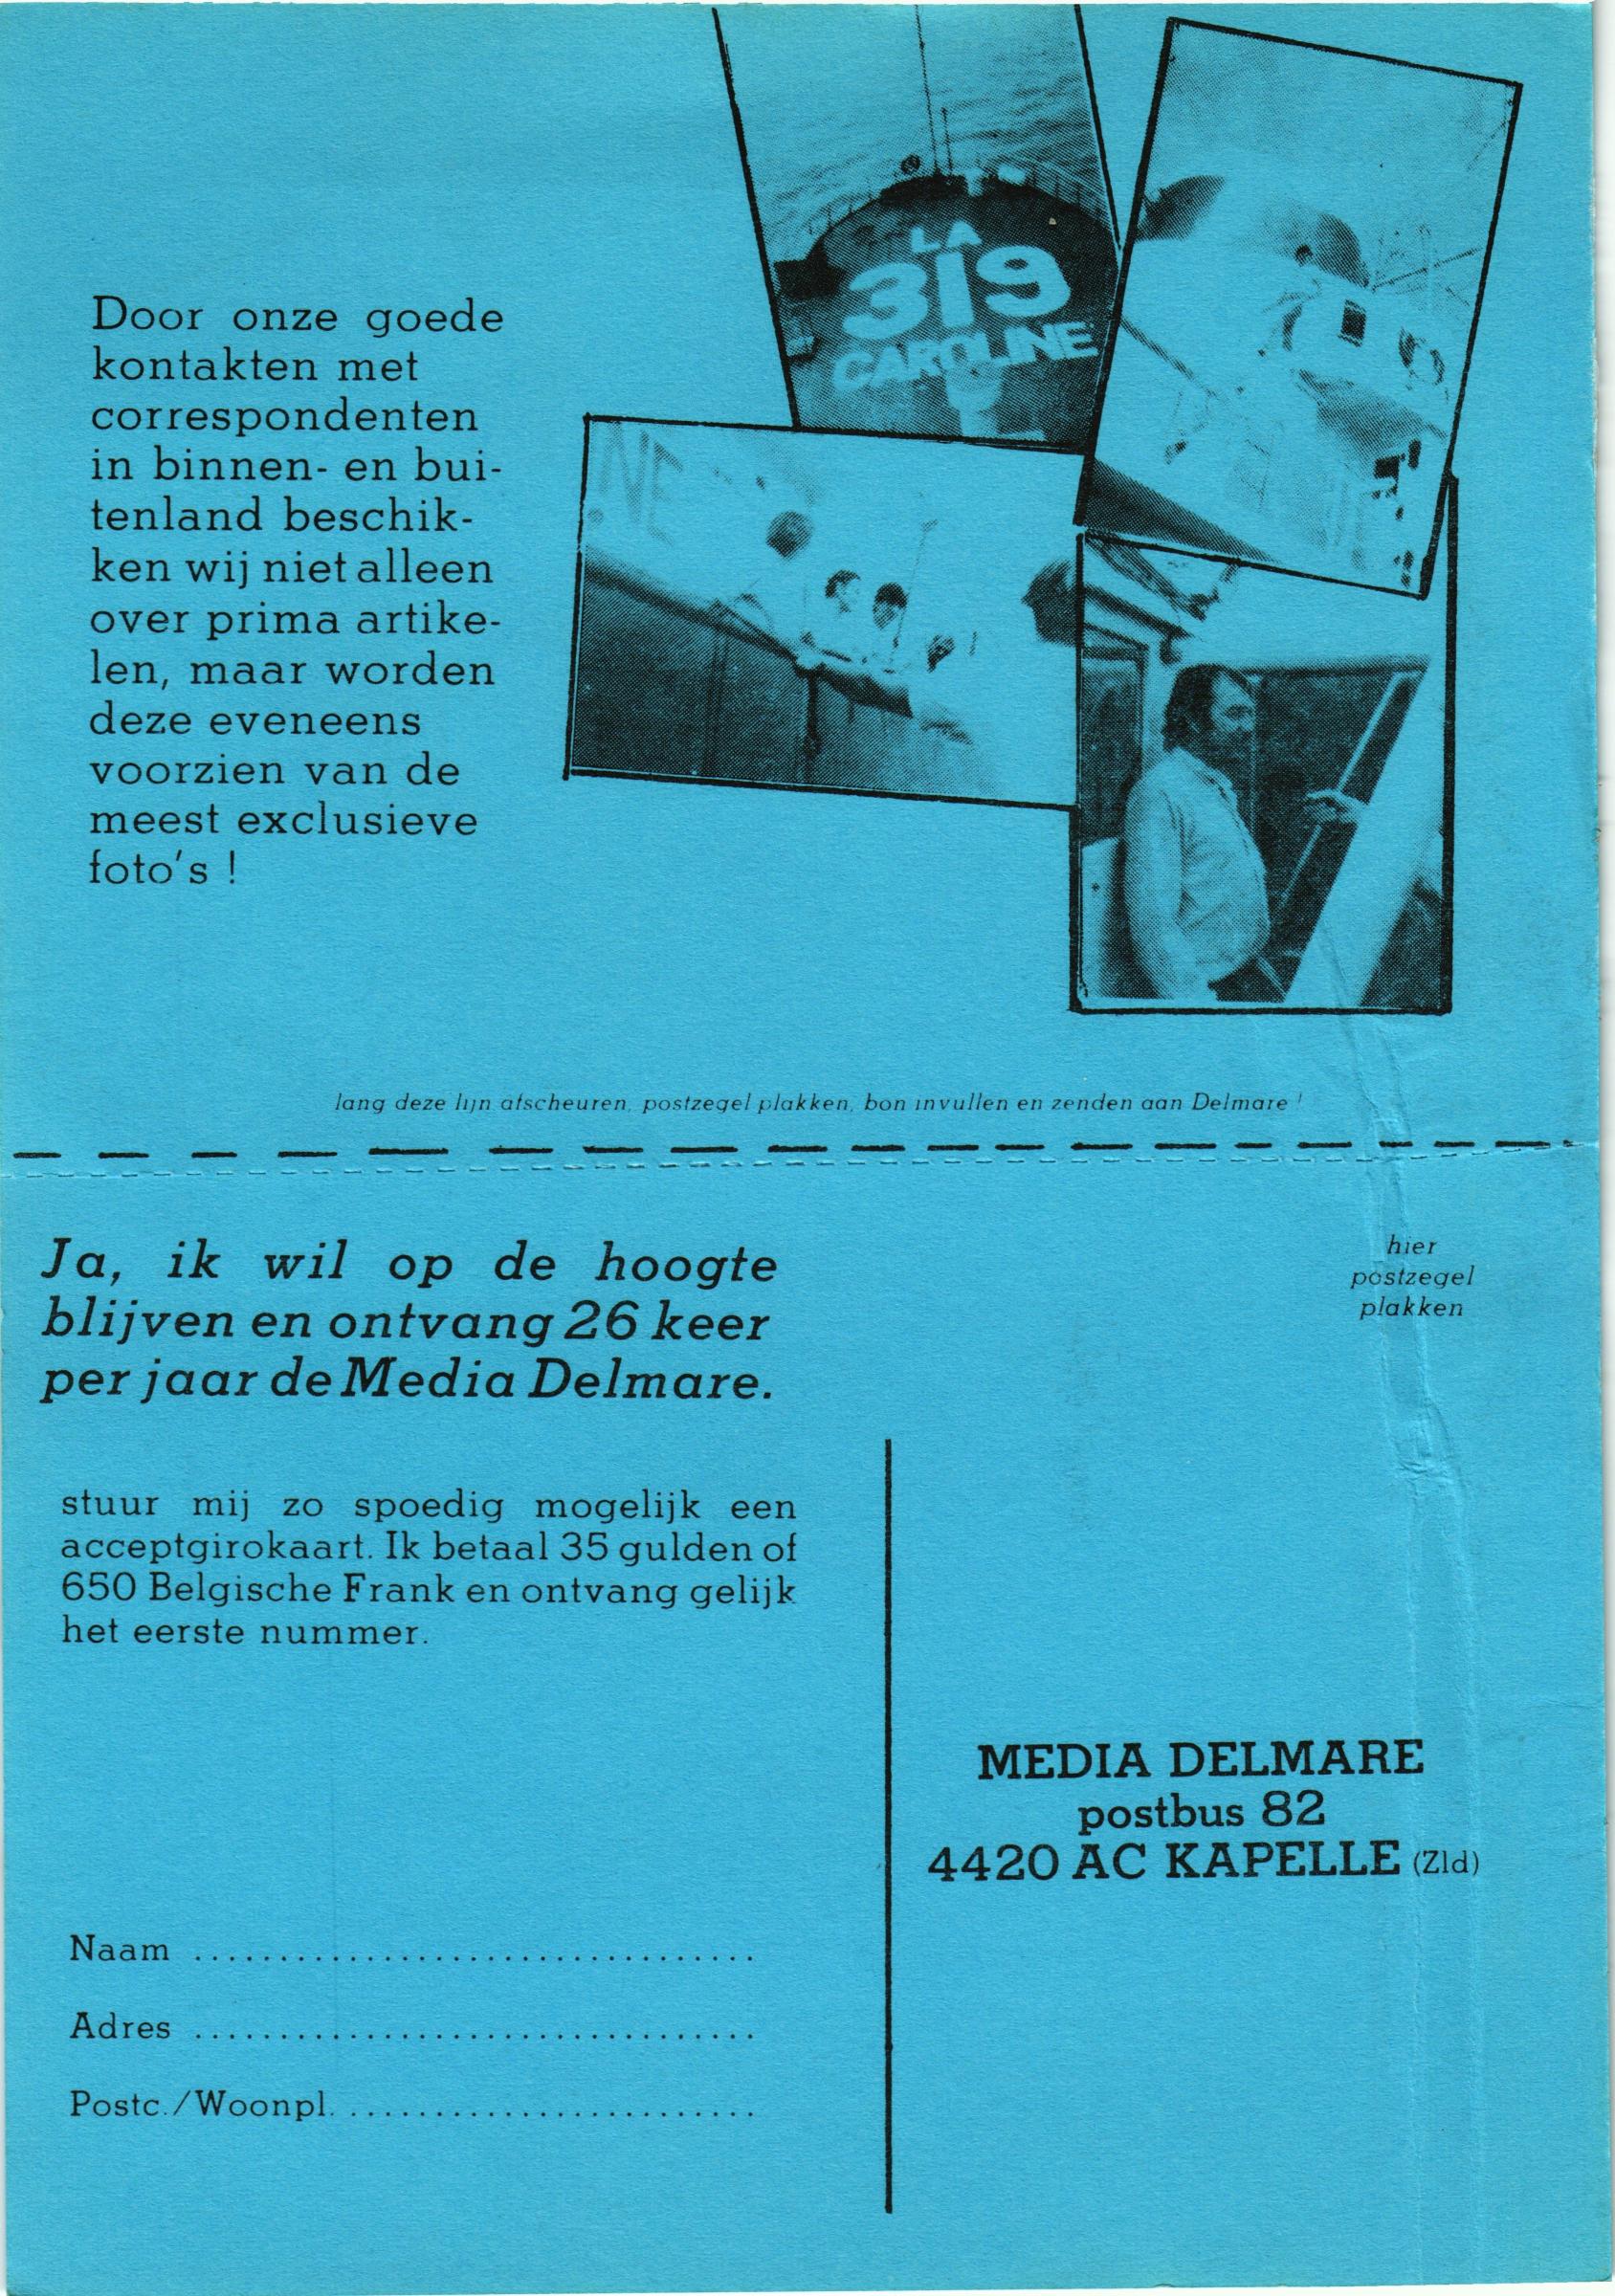 LA
319
CAROLINE
NE
Door onze goede
kontakten met
correspondenten
in binnen- en bui-
tenland beschik-
ken wij niet alleen
over prima artike-
len, maar worden
deze eveneens
voorzien van de
meest exclusieve
foto's !
lang deze lijn afscheuren, postzegel plakken, bon invullen en zenden aan Delmare !
Ja, ik wil op de hoogte
blijven en ontvang 26 keer
per jaar de Media Delmare.
hier
postzegel
plakken
stuur mij zo spoedig mogelijk een
acceptgirokaart. Ik betaal 35 gulden of
650 Belgische Frank en ontvang gelijk
het eerste nummer.
MEDIA DELMARE
postbus 82
4420 AC KAPELLE (Zld)
Naam ..................................
Adres ..................................
Postc./Woonpl. .........................